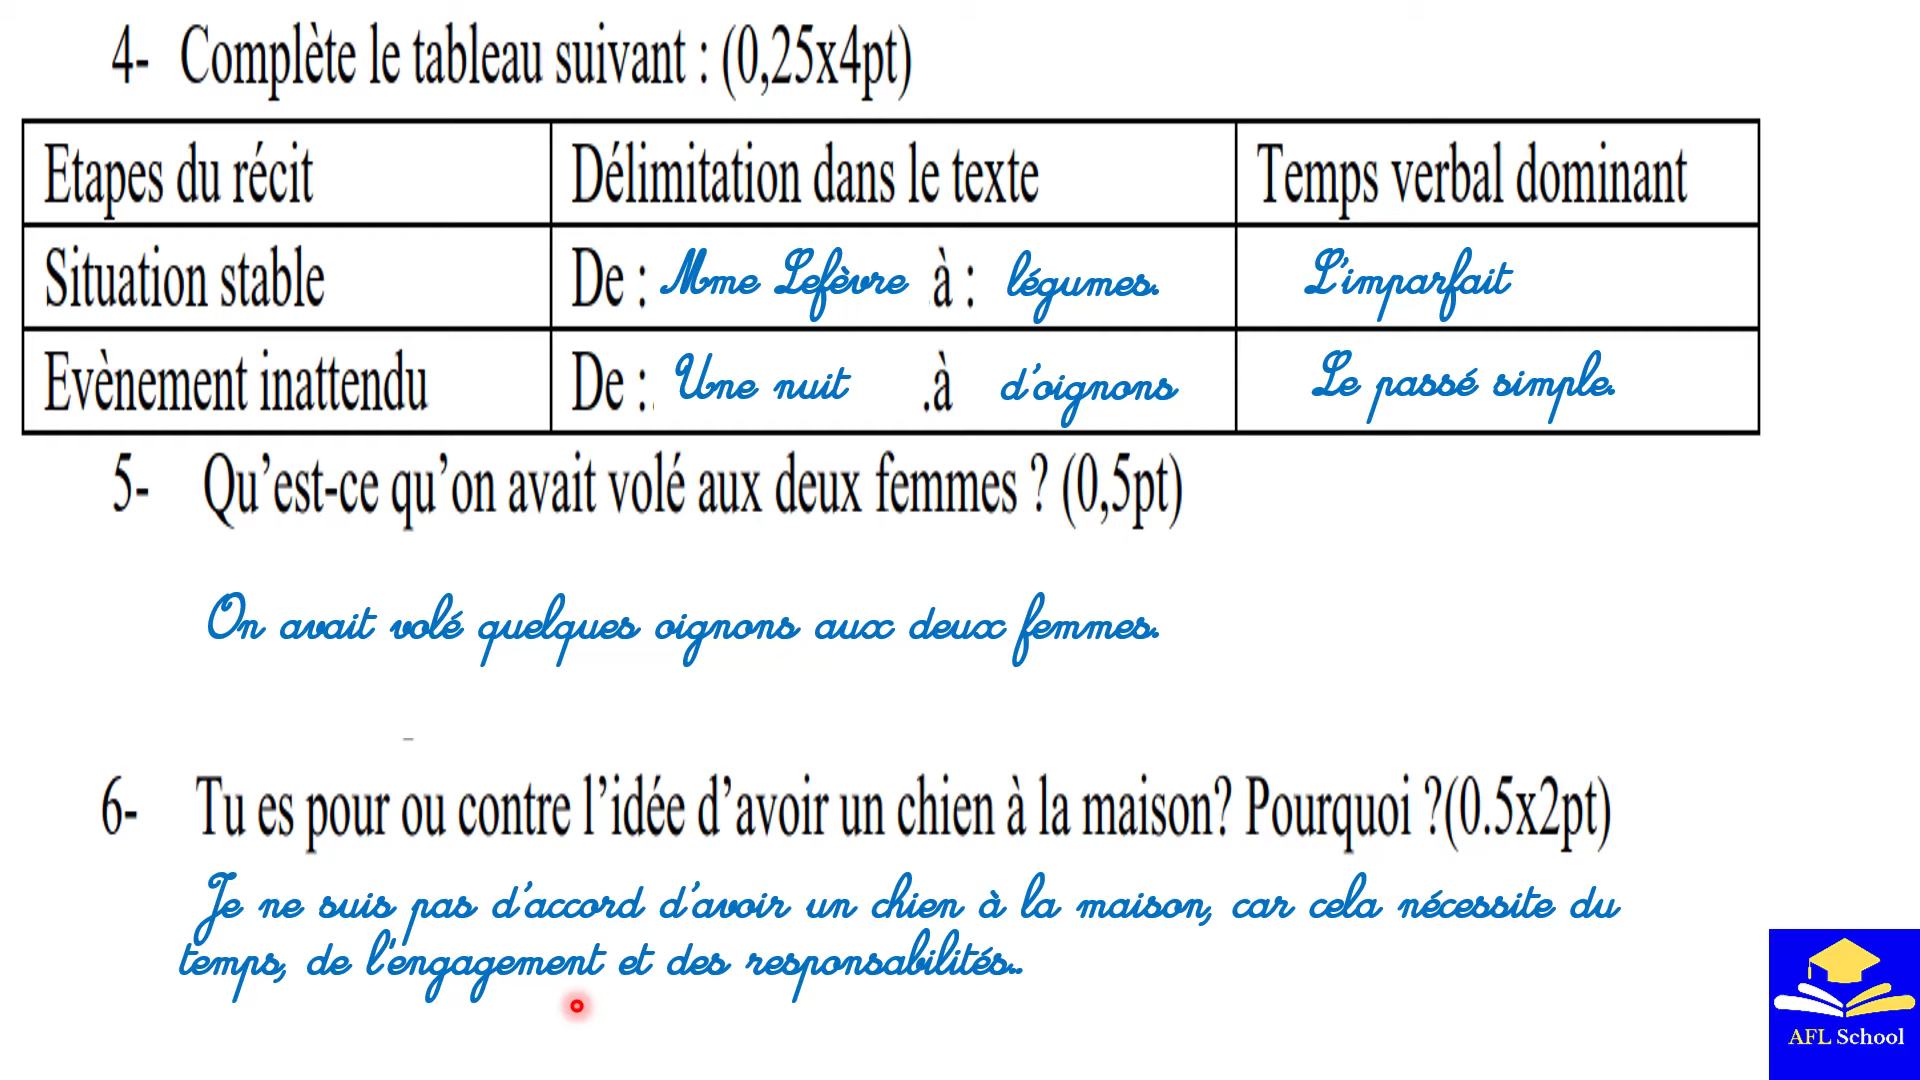 4- Complète le tableau suivant : (0,25x4pt)
Etapes du récit Délimitation dans le texte Temps verbal dominant
Situation stable De : Mme Lefèvre à : légumes. L'imparfait
Evènement inattendu De : Une nuit .à d'oignons Le passé simple.
5- Qu'est-ce qu'on avait volé aux deux femmes ? (0,5pt)
On avait volé quelques oignons aux deux femmes.
6- Tu es pour ou contre l'idée d'avoir un chien à la maison? Pourquoi ?(0.5x2pt)
Je ne suis pas d'accord d'avoir un chien à la maison, car cela nécessite du
temps, de l'engagement et des responsabilités..
AFL School